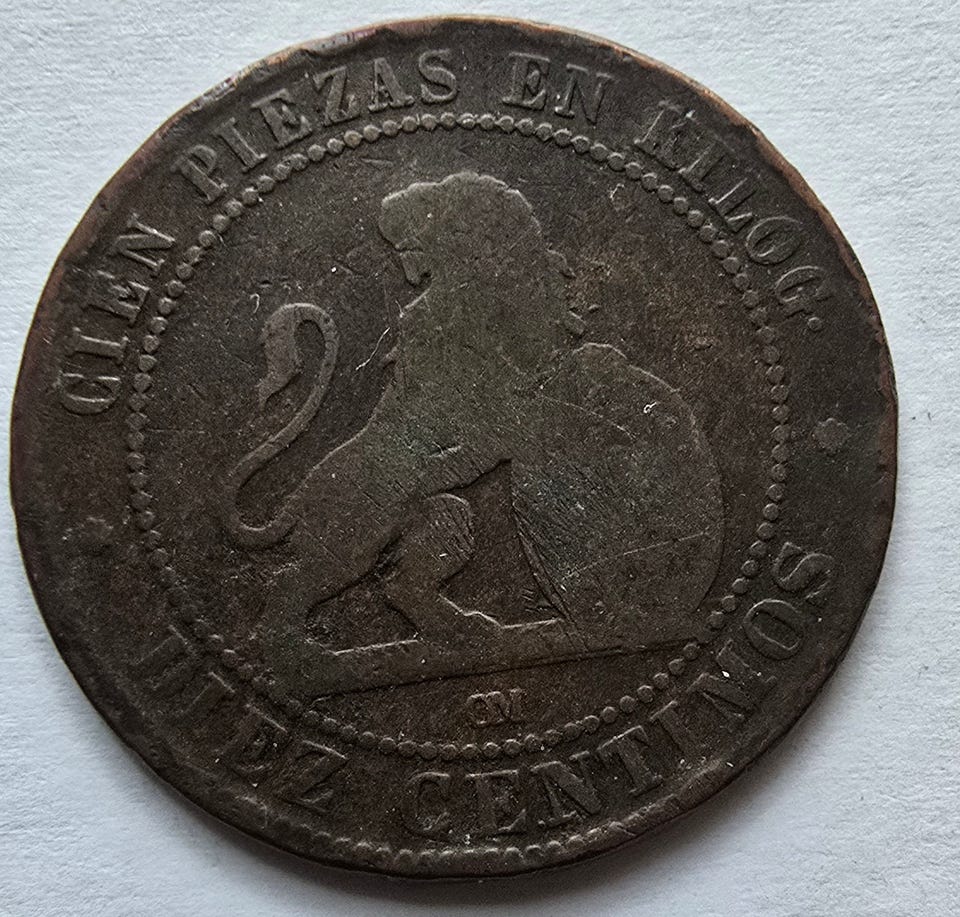 CIEN PIEZAS EN KILOG.
OM
DIEZ CENTIMOS